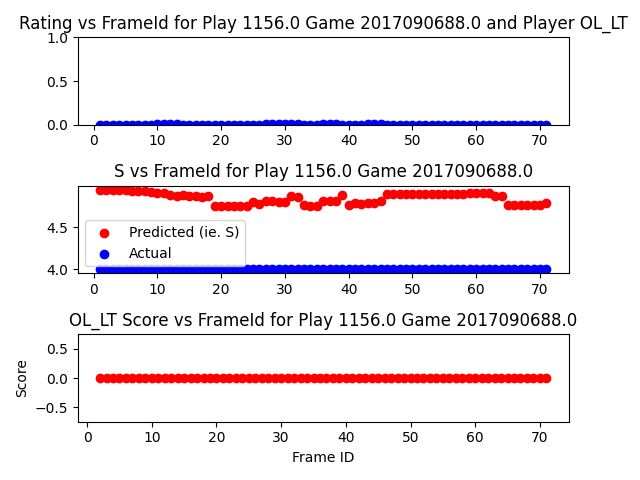 Rating vs FrameId for Play 1156.0 Game 2017090688.0 and Player OL_LT
1.0
0.5
0.0
0 10 20 30 40 50 60 70
S vs FrameId for Play 1156.0 Game 2017090688.0
4.5
4.0
Predicted (ie. S)
Actual
0 10 20 30 40 50 60 70
OL_LT Score vs FrameId for Play 1156.0 Game 2017090688.0
Score
0.5
0.0
−0.5
0 10 20 30 40 50 60 70
Frame ID